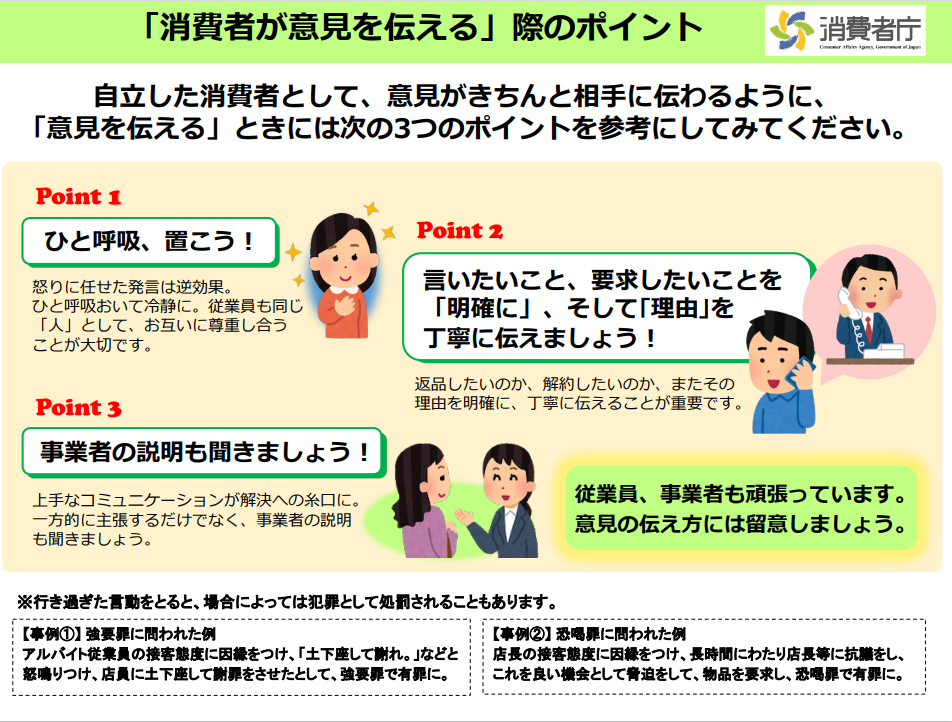 「消費者が意見を伝える」際のポイント
消費者庁
Consumer Affairs Agency, Government of Japan
自立した消費者として、意見がきちんと相手に伝わるように、
「意見を伝える」ときには次の3つのポイントを参考にしてみてください。
Point 1
ひと呼吸、置こう！
怒りに任せた発言は逆効果。
ひと呼吸おいて冷静に。従業員も同じ
「人」として、お互いに尊重し合う
ことが大切です。
Point 2
言いたいこと、要求したいことを
「明確に」、そして「理由」を
丁寧に伝えましょう！
返品したいのか、解約したいのか、またその
理由を明確に、丁寧に伝えることが重要です。
Point 3
事業者の説明も聞きましょう！
上手なコミュニケーションが解決への糸口に。
一方的に主張するだけでなく、事業者の説明
も聞きましょう。
従業員、事業者も頑張っています。
意見の伝え方には留意しましょう。
※行き過ぎた言動をとると、場合によっては犯罪として処罰されることもあります。
【事例①】強要罪に問われた例
アルバイト従業員の接客態度に因縁をつけ、「土下座して謝れ。」などと
怒鳴りつけ、店員に土下座して謝罪をさせたとして、強要罪で有罪に。
【事例②】恐喝罪に問われた例
店長の接客態度に因縁をつけ、長時間にわたり店長等に抗議をし、
これを良い機会として脅迫をして、物品を要求し、恐喝罪で有罪に。